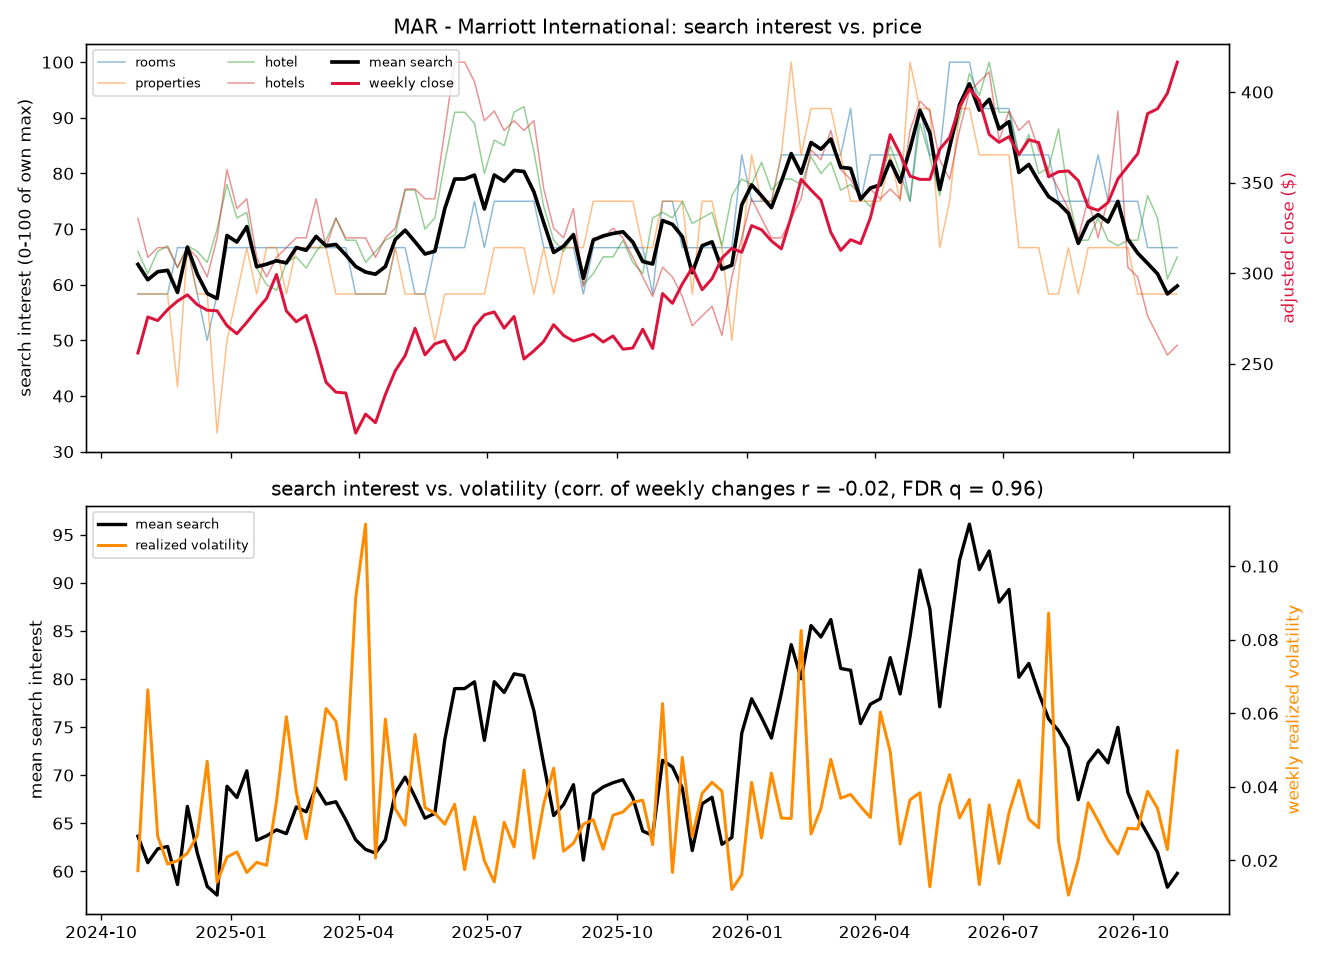 MAR - Marriott International: search interest vs. price
rooms
properties
hotel
hotels
mean search
weekly close
search interest (0-100 of own max)
100
90
80
70
60
50
40
30
adjusted close ($)
400
350
300
250
search interest vs. volatility (corr. of weekly changes r = -0.02, FDR q = 0.96)
mean search
realized volatility
mean search interest
95
90
85
80
75
70
65
60
weekly realized volatility
0.10
0.08
0.06
0.04
0.02
2024-10
2025-01
2025-04
2025-07
2025-10
2026-01
2026-04
2026-07
2026-10